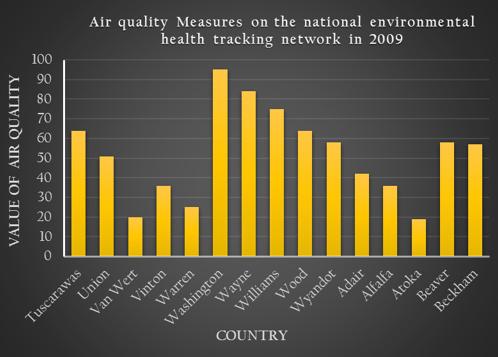 Air quality Measures on the national environmental
health tracking network in 2009
VALUE OF AIR QUALITY
100
90
80
70
60
50
40
30
20
10
0
Tuscarawas
Union
Van Wert
Vinton
Warren
Washington
Wayne
Williams
Wood
Wyandot
Adair
Alfalfa
Atoka
Beaver
Beckham
COUNTRY